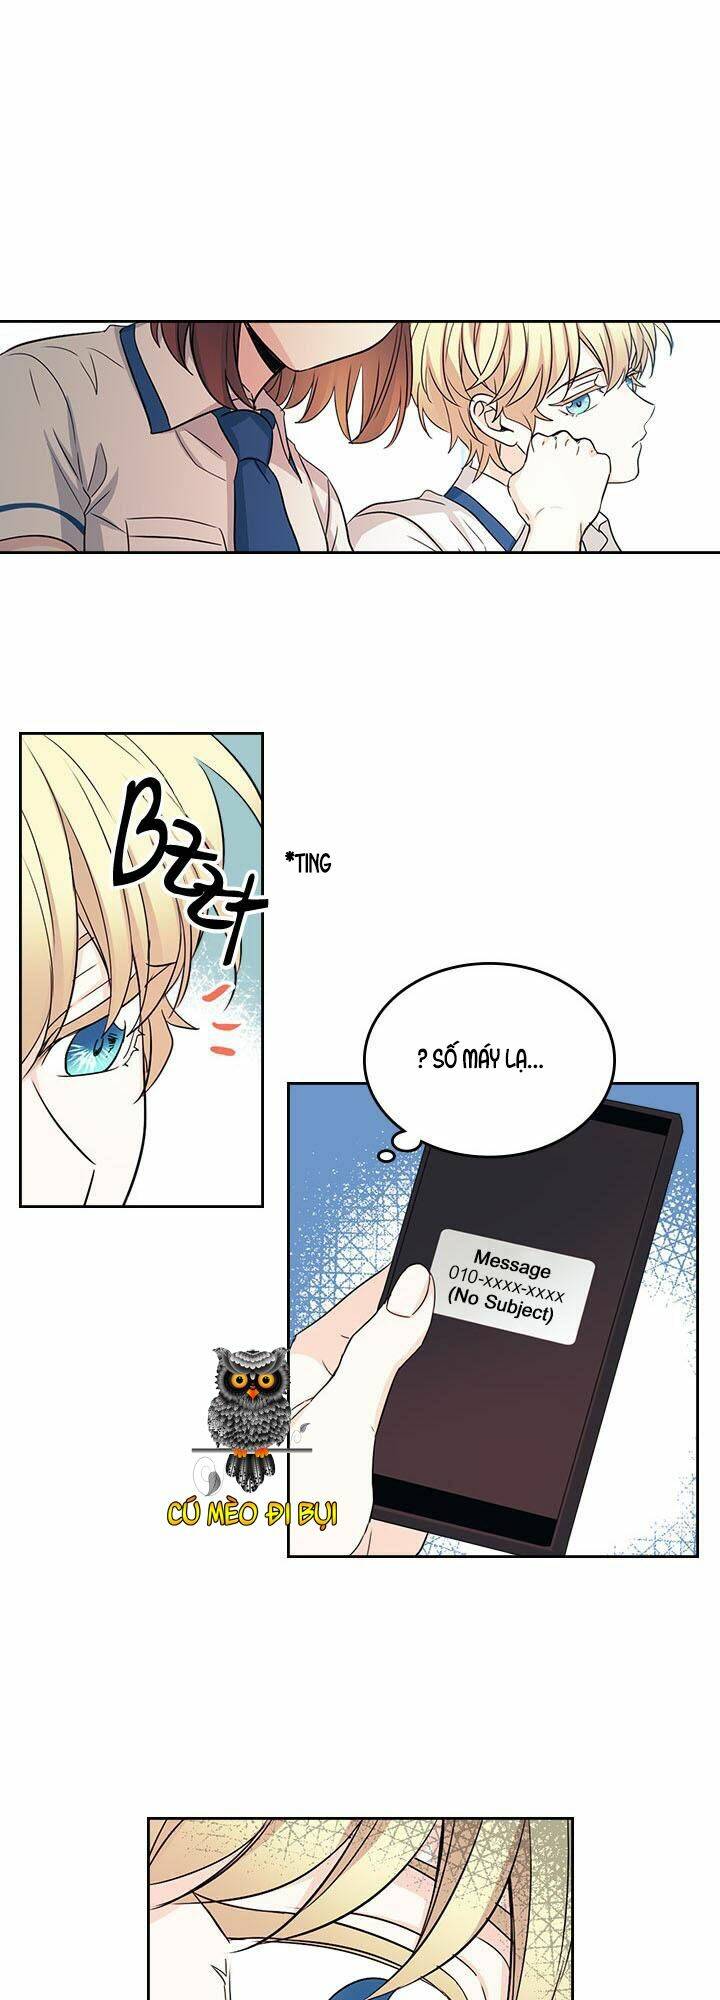 Bzzt
*TING
? SỐ MÁY LẠ...
Message
010-xxxx-xxxx
(No Subject)
CÚ MÈO ĐI BỤI